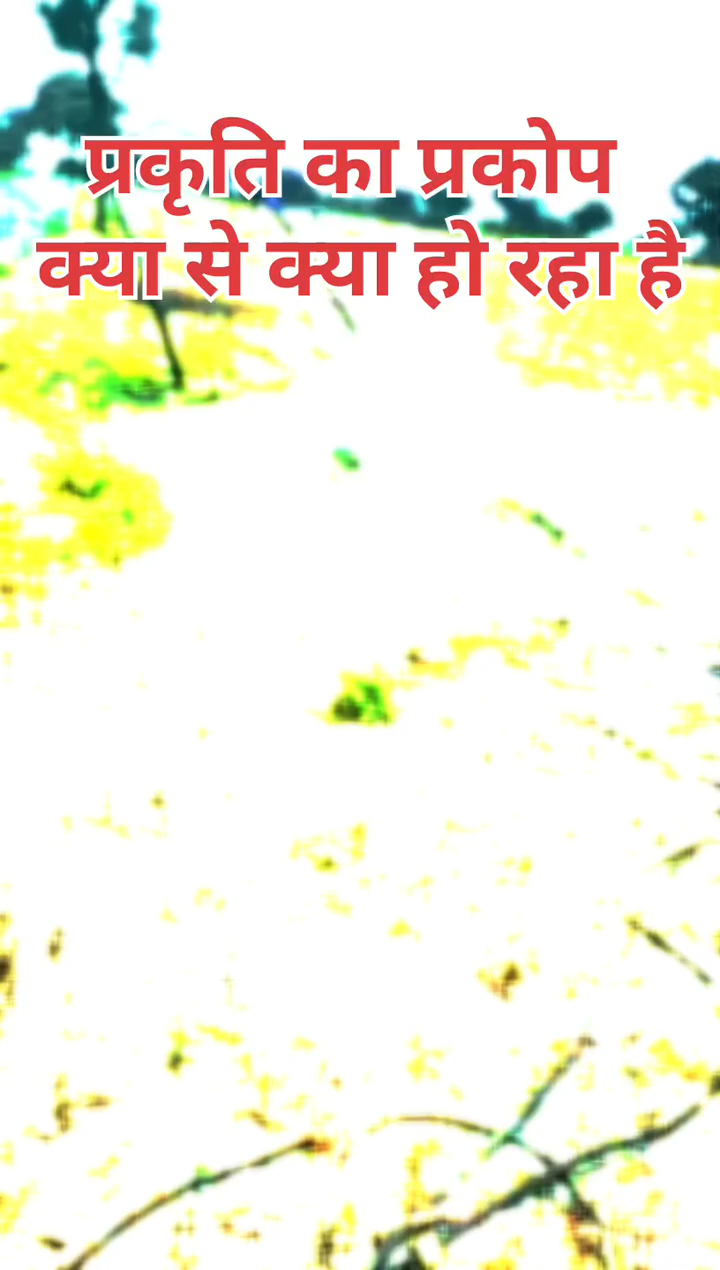 प्रकृति का प्रकोप
क्या से क्या हो रहा है